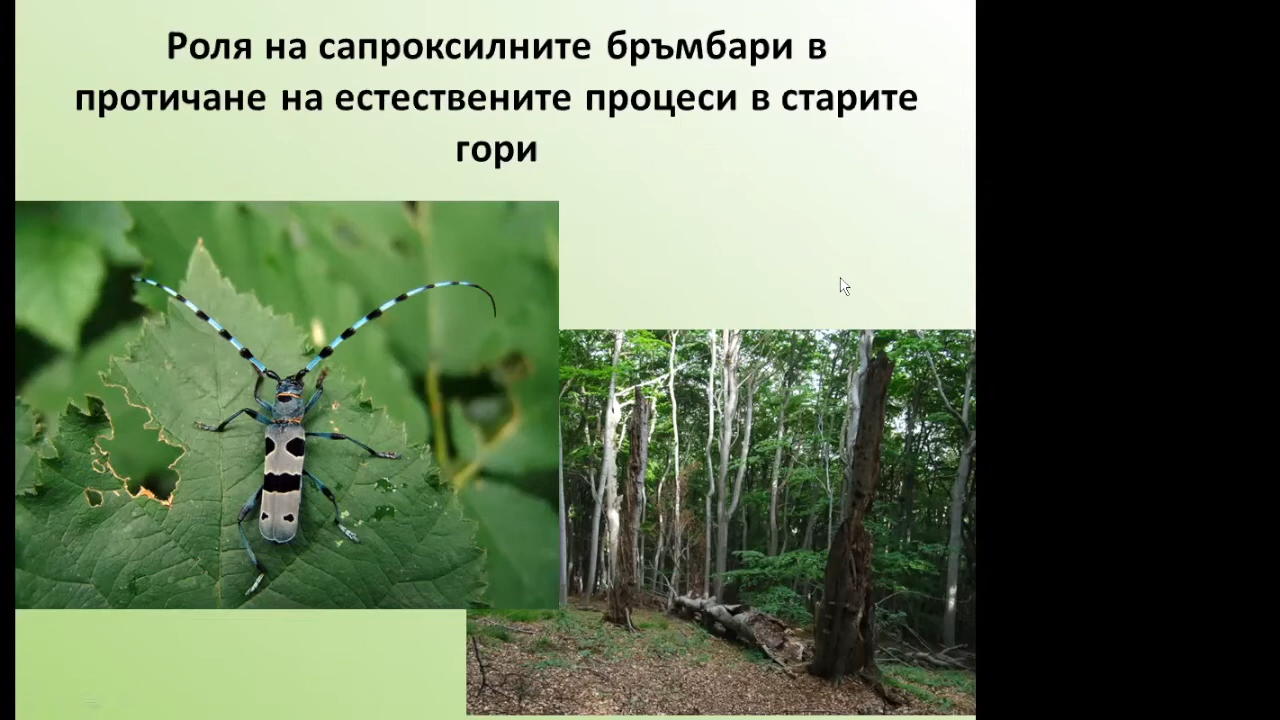 Роля на сапроксилните бръмбари в
протичане на естествените процеси в старите
гори